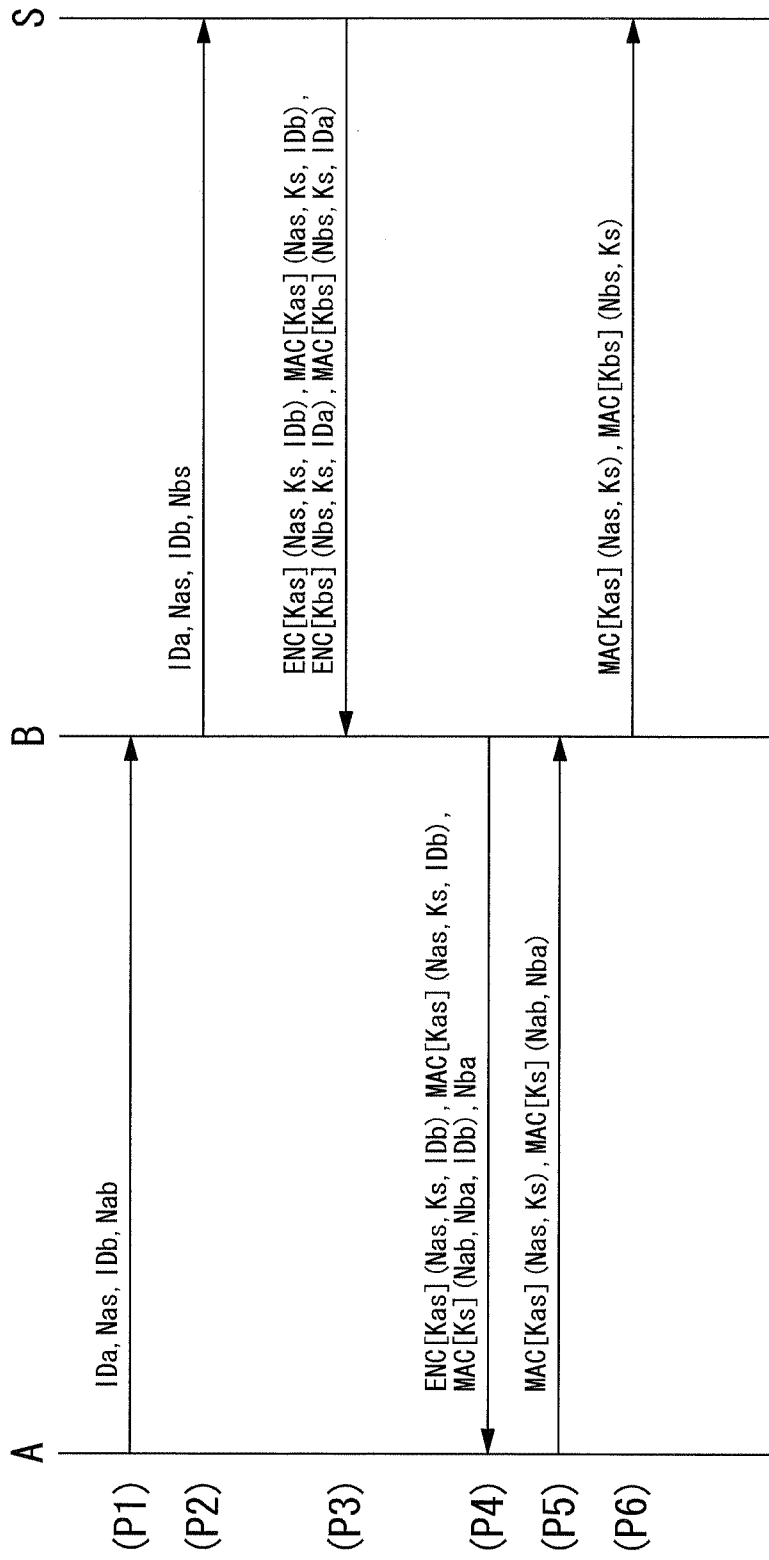 A B S
(P1)
IDa, Nas, IDb, Nab
(P2)
IDa, Nas, IDb, Nbs
(P3)
ENC[Kas] (Nas, Ks, IDb), MAC[Kas] (Nas, Ks, IDb),
ENC[Kbs] (Nbs, Ks, IDa), MAC[Kbs] (Nbs, Ks, IDa)
(P4)
ENC[Kas] (Nas, Ks, IDb), MAC[Kas] (Nas, Ks, IDb),
MAC[Ks] (Nab, Nba, IDb), Nba
(P5)
MAC[Kas] (Nas, Ks), MAC[Ks] (Nab, Nba)
(P6)
MAC[Kas] (Nas, Ks), MAC[Kbs] (Nbs, Ks)